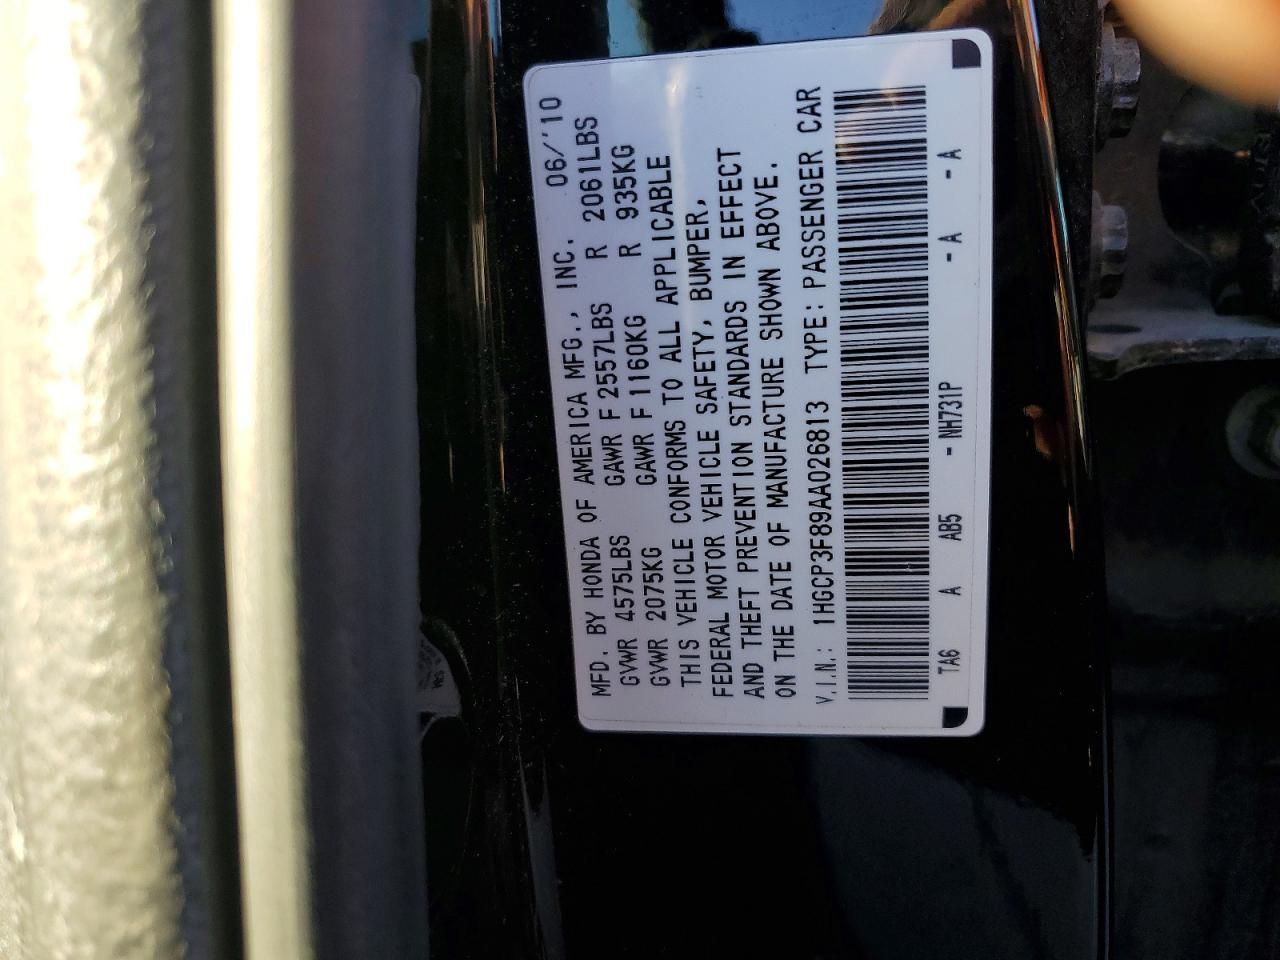 MFD. BY HONDA OF AMERICA MFG., INC. 06/'10
GVWR 4575LBS GAWR F 2557LBS R 2061LBS
GVWR 2075KG GAWR F 1160KG R 935KG
THIS VEHICLE CONFORMS TO ALL APPLICABLE
FEDERAL MOTOR VEHICLE SAFETY, BUMPER,
AND THEFT PREVENTION STANDARDS IN EFFECT
ON THE DATE OF MANUFACTURE SHOWN ABOVE.
V.I.N.: 1HGCP3F89AA026813 TYPE: PASSENGER CAR
TA6 A AB5 - NH731P - A - A